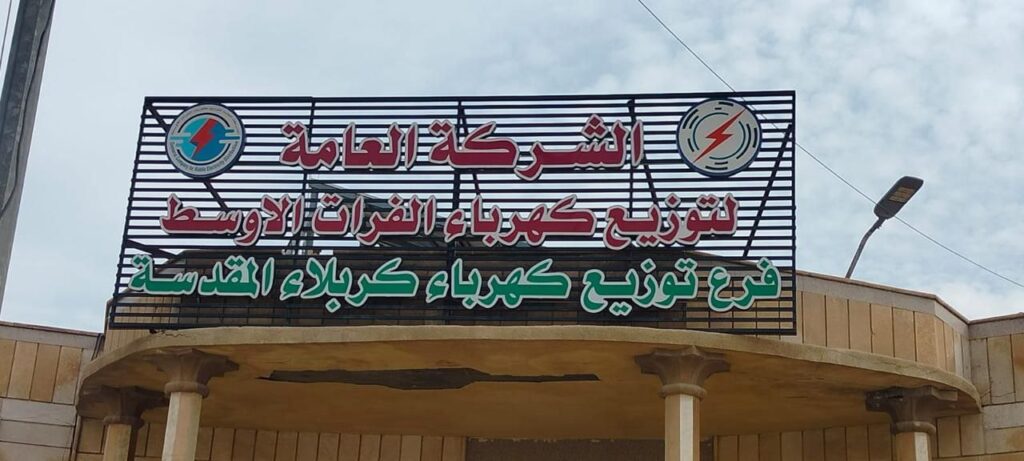 الشركة العامة
لتوزيع كهرباء الفرات الاوسط
فرع توزيع كهرباء كربلاء المقدسة